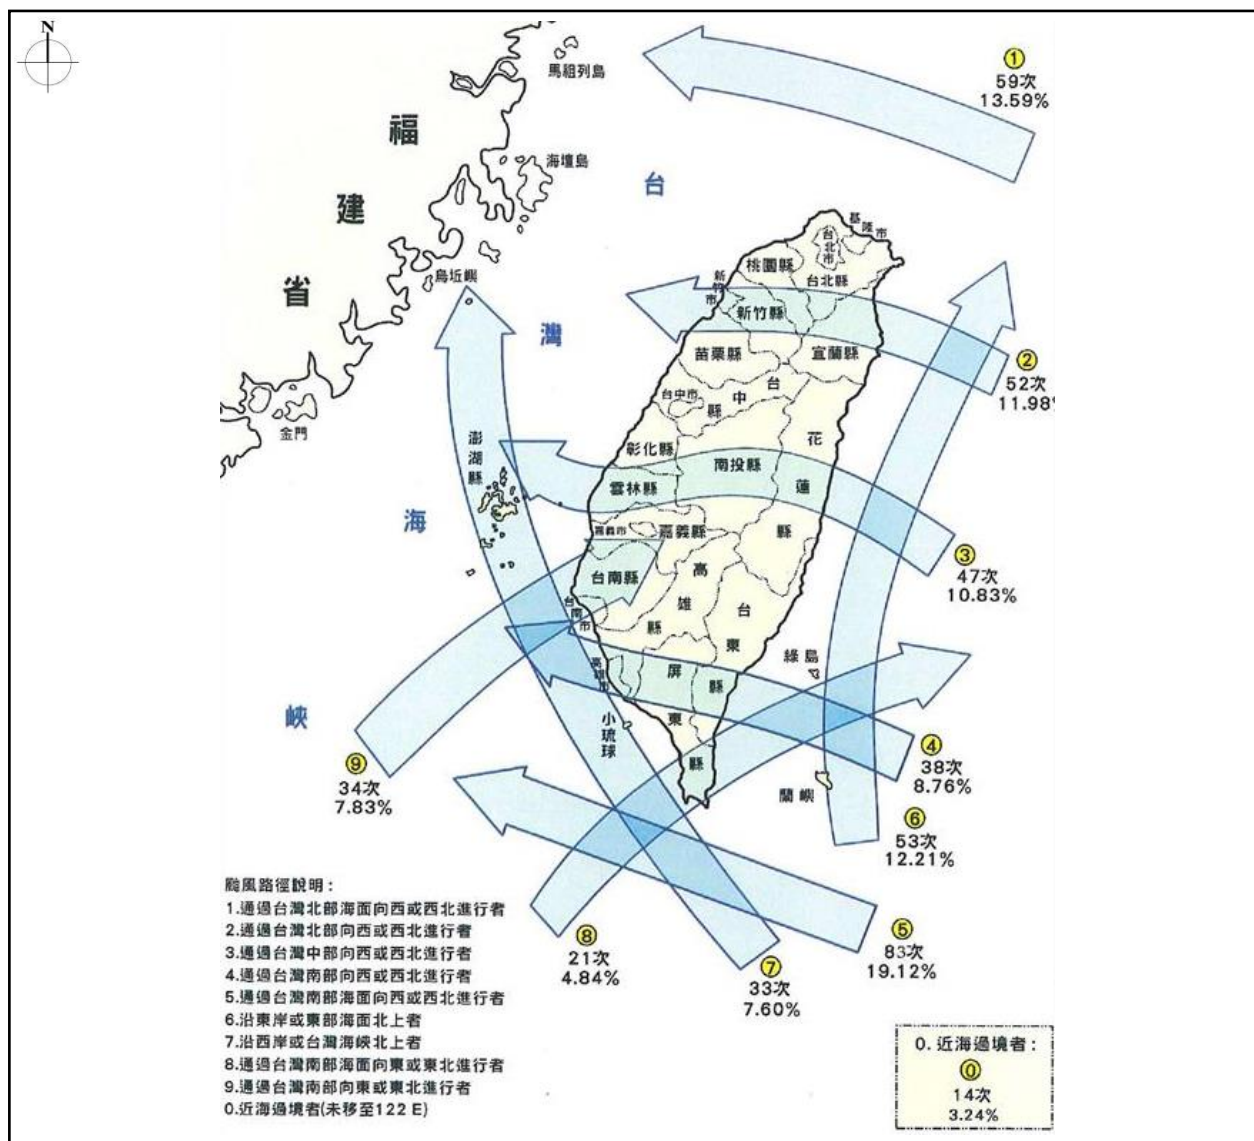 N
馬祖列島
①
59次
13.59%
福
建
省
海壇島
台
灣
海
峽
基隆市
台北市
桃園縣
台北縣
烏坵嶼
新竹市
新竹縣
苗栗縣
宜蘭縣
②
52次
11.98%
台中市
台
中
縣
金門
澎湖縣
彰化縣
南投縣
花
蓮
縣
雲林縣
嘉義市
嘉義縣
③
47次
10.83%
台南縣
高
雄
縣
台南市
台
東
縣
綠島
高雄市
屏
東
縣
小琉球
④
38次
8.76%
⑨
34次
7.83%
蘭嶼
⑥
53次
12.21%
⑤
83次
19.12%
⑧
21次
4.84%
⑦
33次
7.60%
颱風路徑說明：
1.通過台灣北部海面向西或西北進行者
2.通過台灣北部向西或西北進行者
3.通過台灣中部向西或西北進行者
4.通過台灣南部向西或西北進行者
5.通過台灣南部海面向西或西北進行者
6.沿東岸或東部海面北上者
7.沿西岸或台灣海峽北上者
8.通過台灣南部海面向東或東北進行者
9.通過台灣南部向東或東北進行者
0.近海過境者(未移至122 E)
0. 近海過境者：
⓪
14次
3.24%